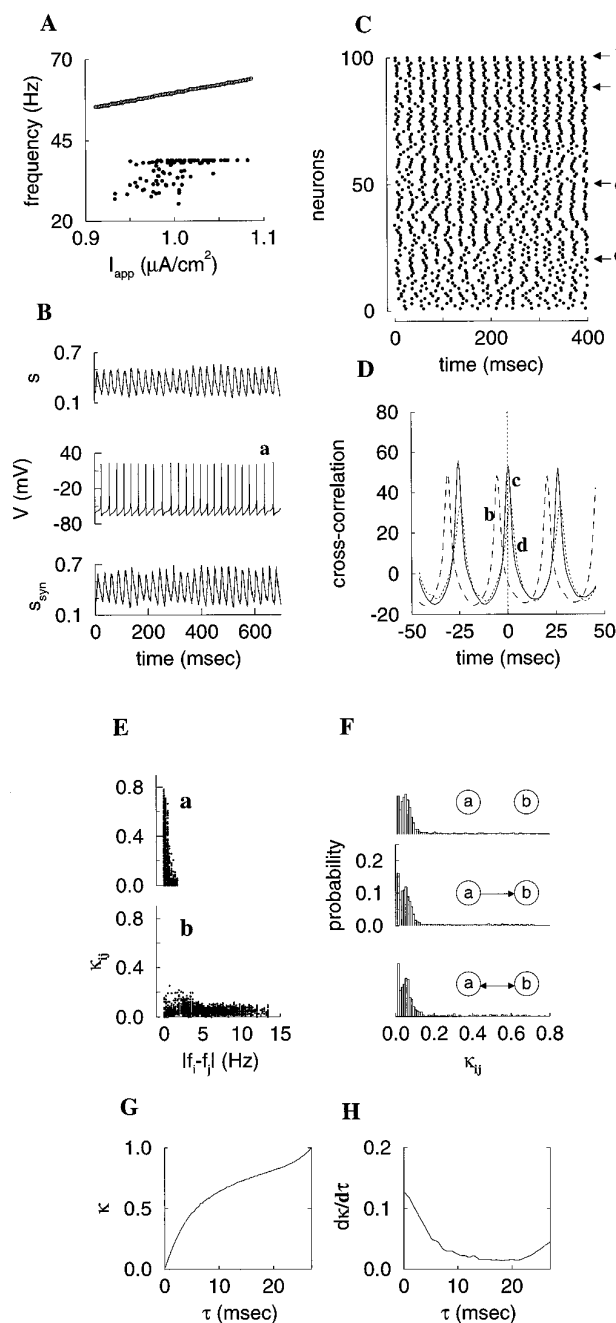 A
frequency (Hz)
70
45
20
0.9 1.0 1.1
I_app (μA/cm²)
B
s
0.7
0.1
V (mV)
40
-20
-80
a
s_syn
0.7
0.1
0 200 400 600
time (msec)
C
neurons
100
50
0
0 100 200 300 400
time (msec)
D
cross-correlation
80
60
40
20
0
-20
b
c
d
-50 -25 0 25 50
time (msec)
E
0.8
0.4
0.0
a
κ_ij
0.8
0.4
0.0
b
0 5 10 15
|f_i-f_j| (Hz)
F
probability
0.2
0.1
0.0
a b
a b
a b
0.0 0.2 0.4 0.6 0.8
κ_ij
G
κ
1.0
0.5
0.0
0 10 20
τ (msec)
H
dκ/dτ
0.2
0.1
0.0
0 10 20
τ (msec)